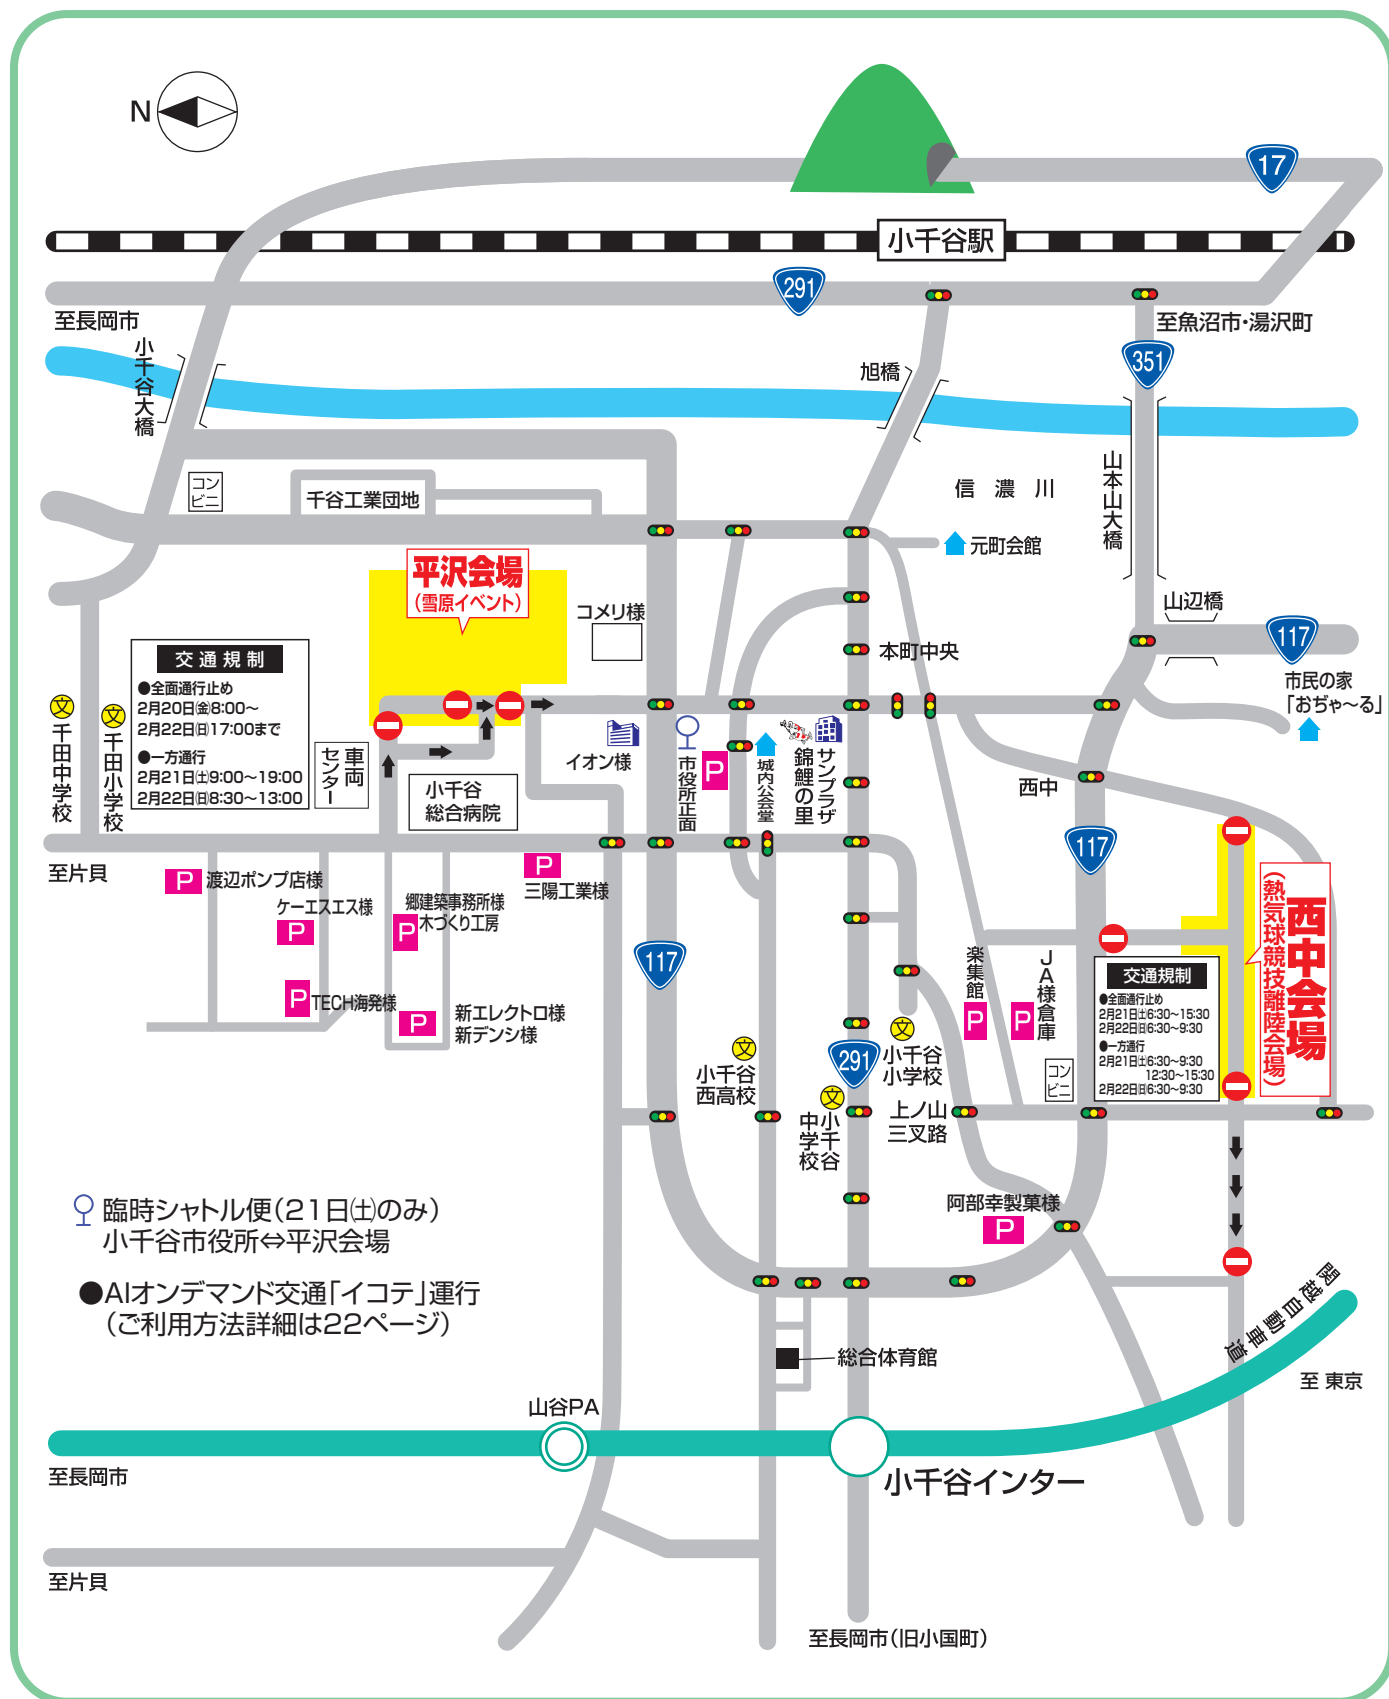 N
17
小千谷駅
291
至長岡市
至魚沼市・湯沢町
小千谷大橋
351
旭橋
コン
ビニ
千谷工業団地
信濃川
山本山大橋
元町会館
平沢会場
(雪原イベント)
コメリ様
山辺橋
117
本町中央
市民の家
「おぢゃ〜る」
交通規制
●全面通行止め
2月20日㈮8:00〜
2月22日㈰17:00まで
●一方通行
2月21日㈯9:00〜19:00
2月22日㈰8:30〜13:00
千田中学校
千田小学校
文
文
車両
センター
イオン様
市役所正面
P
城内公会堂
錦鯉の里
サンプラザ
西中
小千谷
総合病院
117
至片貝
P
渡辺ポンプ店様
ケーエスエス様
P
郷建築事務所様
木づくり工房
P
P
三陽工業様
P
TECH海発様
P
新エレクトロ様
新デンシ様
117
西中会場
(熱気球競技離陸会場)
楽集館
P
JA様倉庫
P
交通規制
●全面通行止め
2月21日㈯6:30〜15:30
2月22日㈰6:30〜9:30
●一方通行
2月21日㈯6:30〜9:30
12:30〜15:30
2月22日㈰6:30〜9:30
コン
ビニ
文
小千谷
西高校
291
文
小千谷
小学校
文
小千谷
中学校
上ノ山
三叉路
阿部幸製菓様
P
臨時シャトル便(21日㈯のみ)
小千谷市役所⇔平沢会場
●AIオンデマンド交通「イコテ」運行
(ご利用方法詳細は22ページ)
関越自動車道
総合体育館
至 東京
山谷PA
至長岡市
小千谷インター
至片貝
至長岡市(旧小国町)